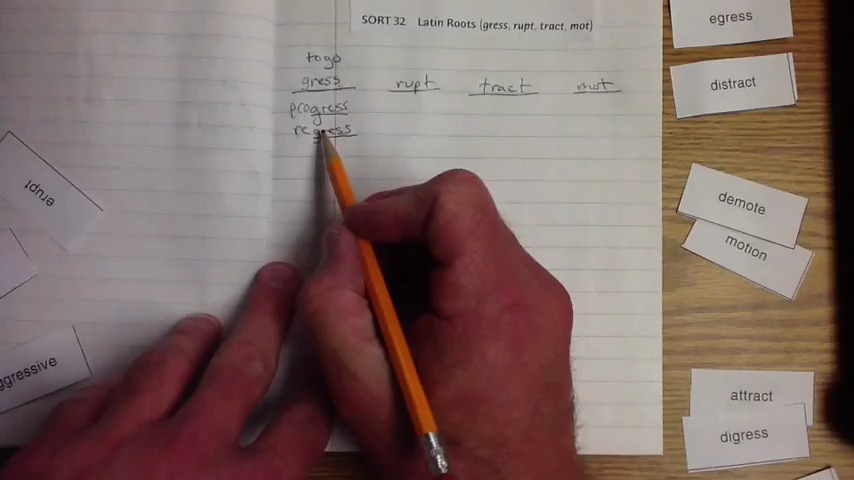 SORT 32 Latin Roots (gress, rupt, tract, mot)
to go
gress rupt tract mot
progress
regress
egress
distract
demote
motion
attract
digress
erupt
ggressive